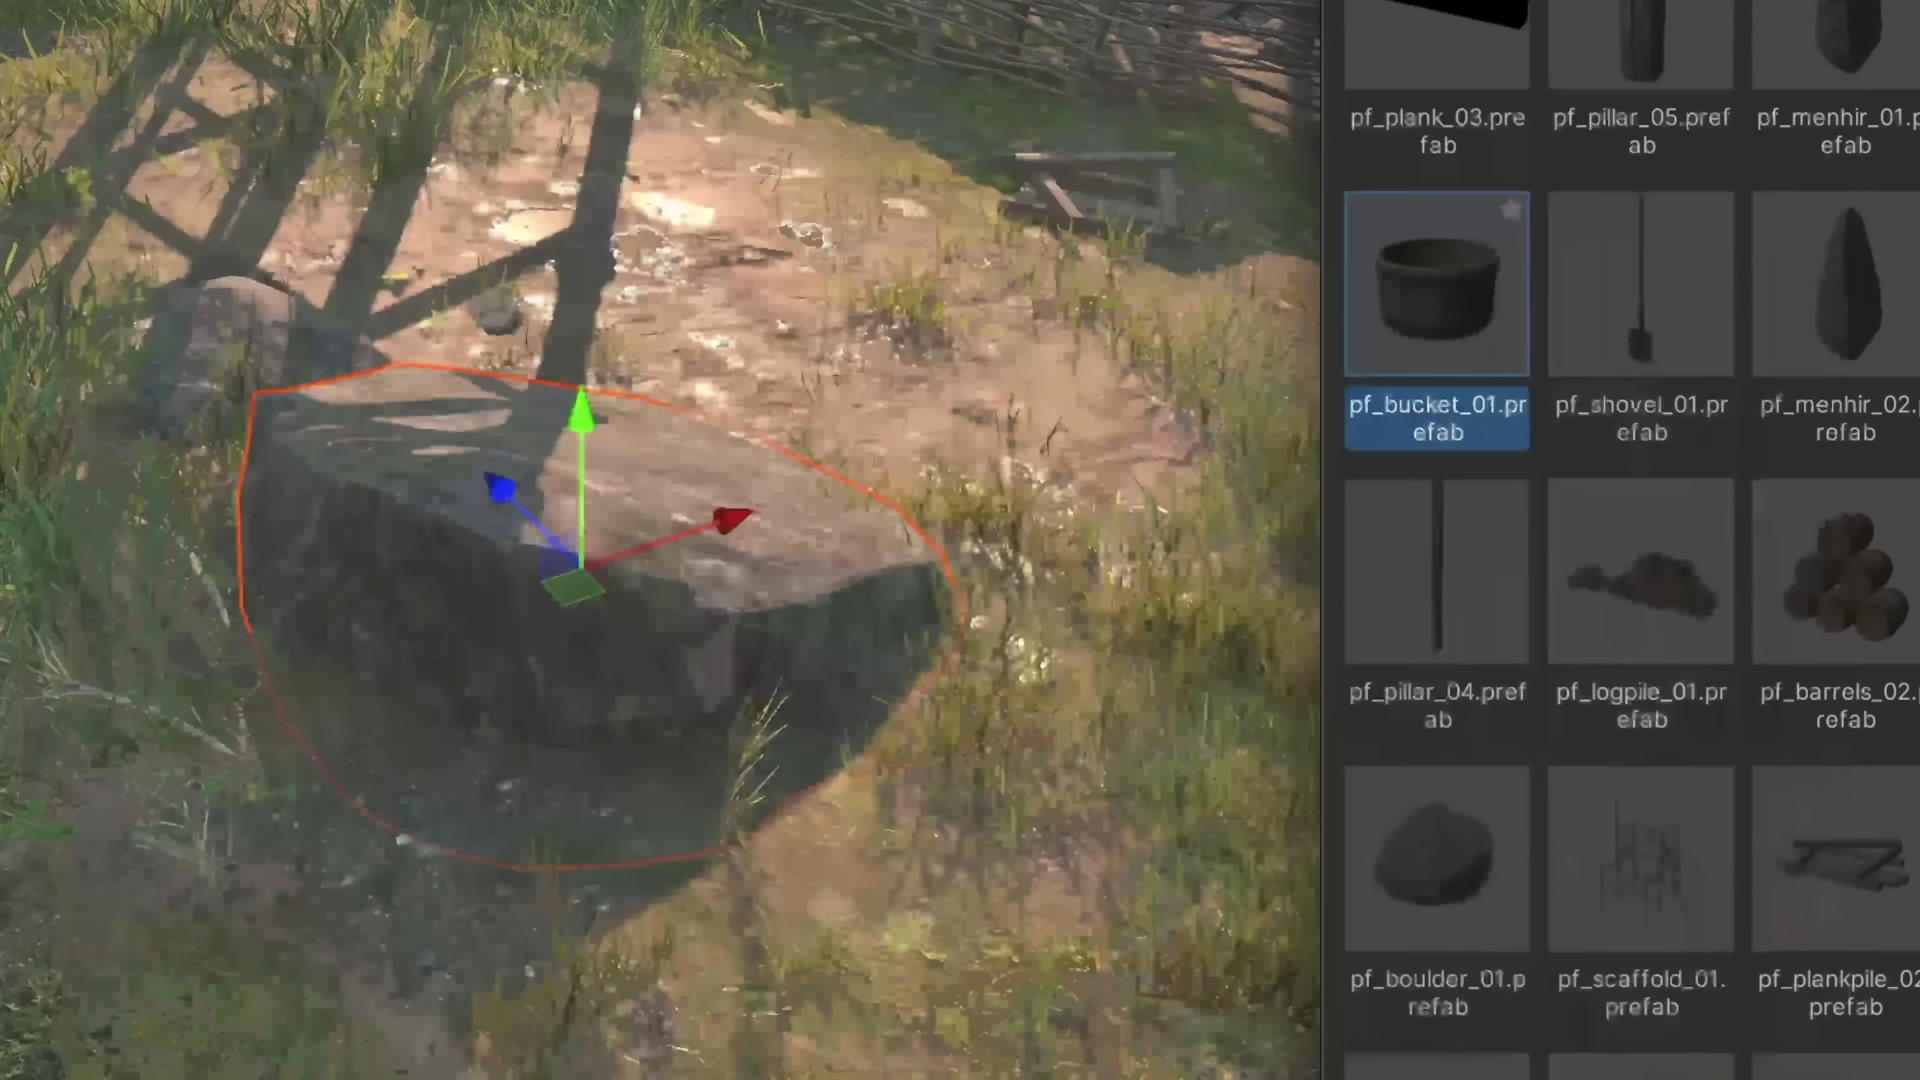 pf_plank_03.pre
fab
pf_pillar_05.pref
ab
pf_menhir_01.p
efab
pf_bucket_01.pr
efab
pf_shovel_01.pr
efab
pf_menhir_02.
refab
pf_pillar_04.pref
ab
pf_logpile_01.pr
efab
pf_barrels_02.
refab
pf_boulder_01.p
refab
pf_scaffold_01.
prefab
pf_plankpile_02
prefab